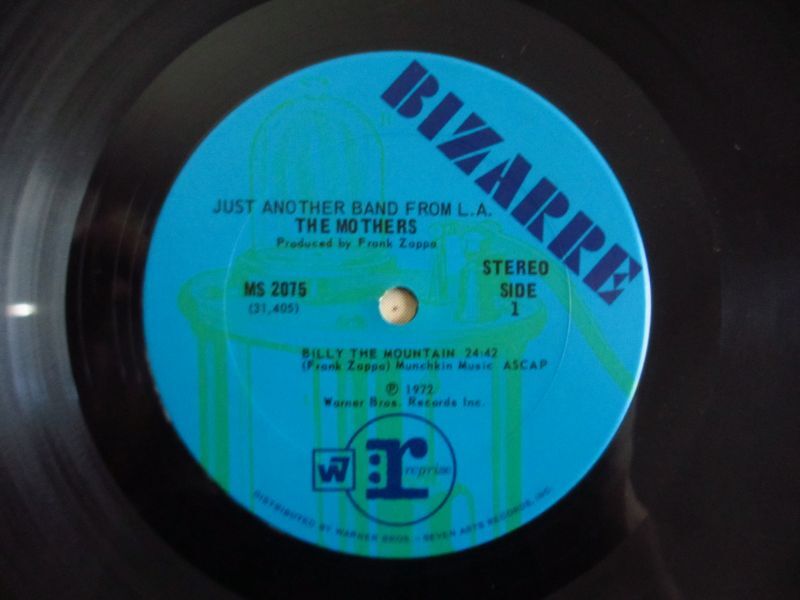 BIZARRE
JUST ANOTHER BAND FROM L.A.
THE MOTHERS
Produced by Frank Zappa
STEREO
MS 2075
SIDE
(31,405)
1
BILLY THE MOUNTAIN 24:42
(Frank Zappa) Munchkin Music ASCAP
℗ 1972
Warner Bros. Records Inc.
W7
:r
reprise
DISTRIBUTED BY WARNER BROS. - SEVEN ARTS RECORDS, INC.